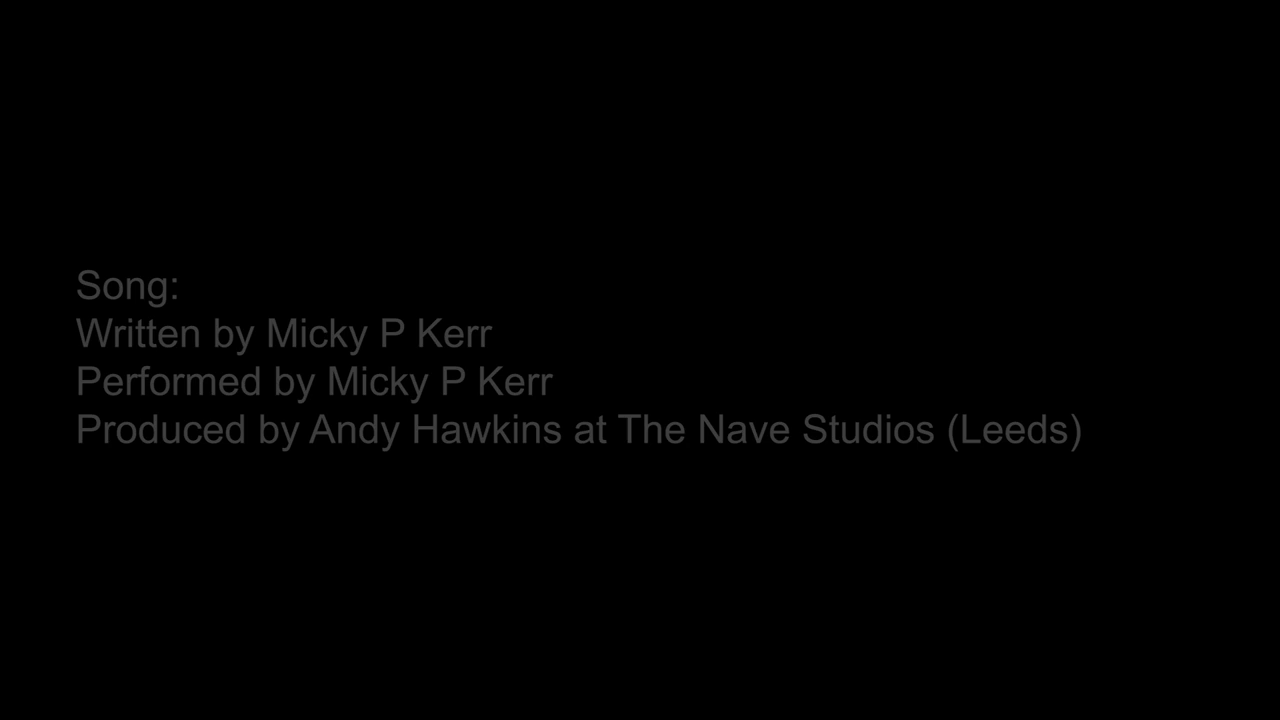 Song:
Written by Micky P Kerr
Performed by Micky P Kerr
Produced by Andy Hawkins at The Nave Studios (Leeds)